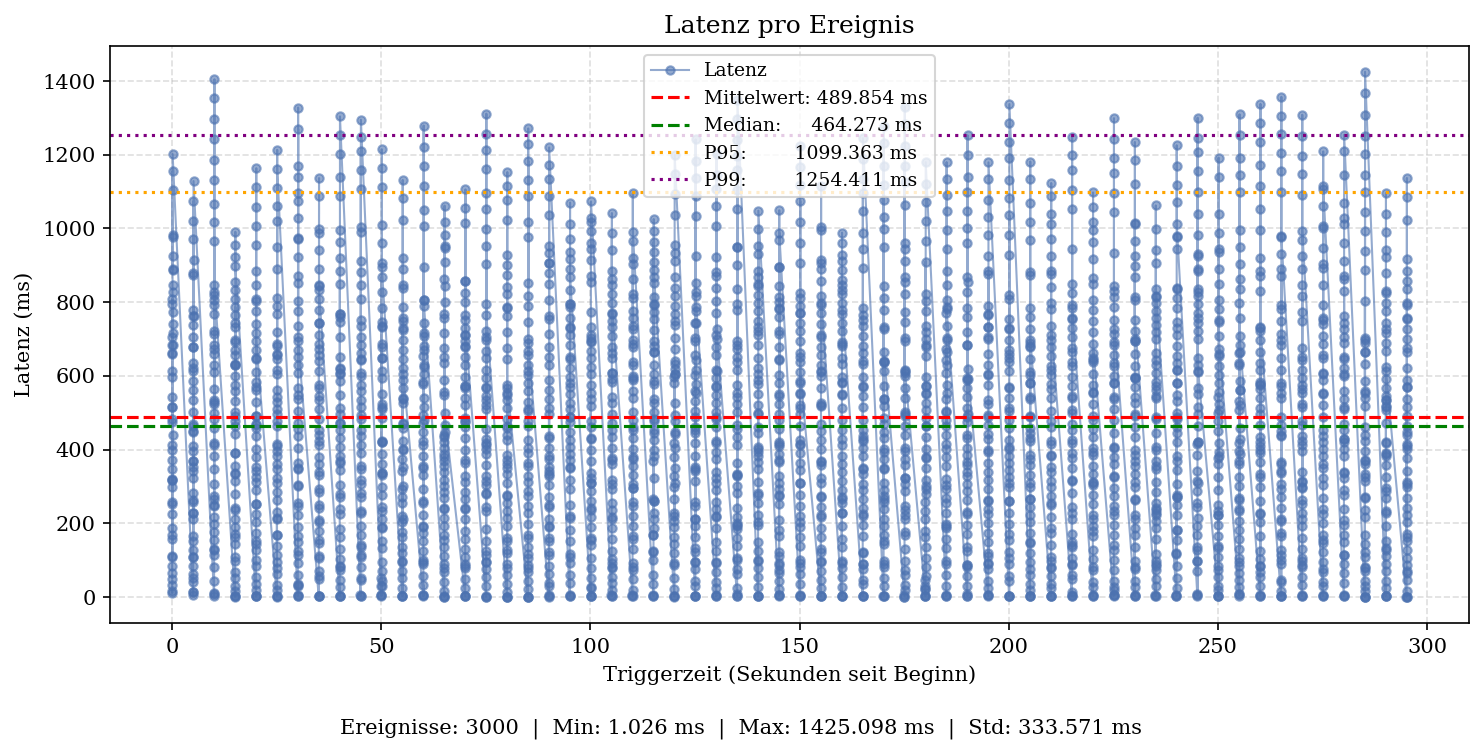 Latenz pro Ereignis
Latenz
Mittelwert: 489.854 ms
Median: 464.273 ms
P95: 1099.363 ms
P99: 1254.411 ms
Latenz (ms)
1400
1200
1000
800
600
400
200
0
0 50 100 150 200 250 300
Triggerzeit (Sekunden seit Beginn)
Ereignisse: 3000 | Min: 1.026 ms | Max: 1425.098 ms | Std: 333.571 ms